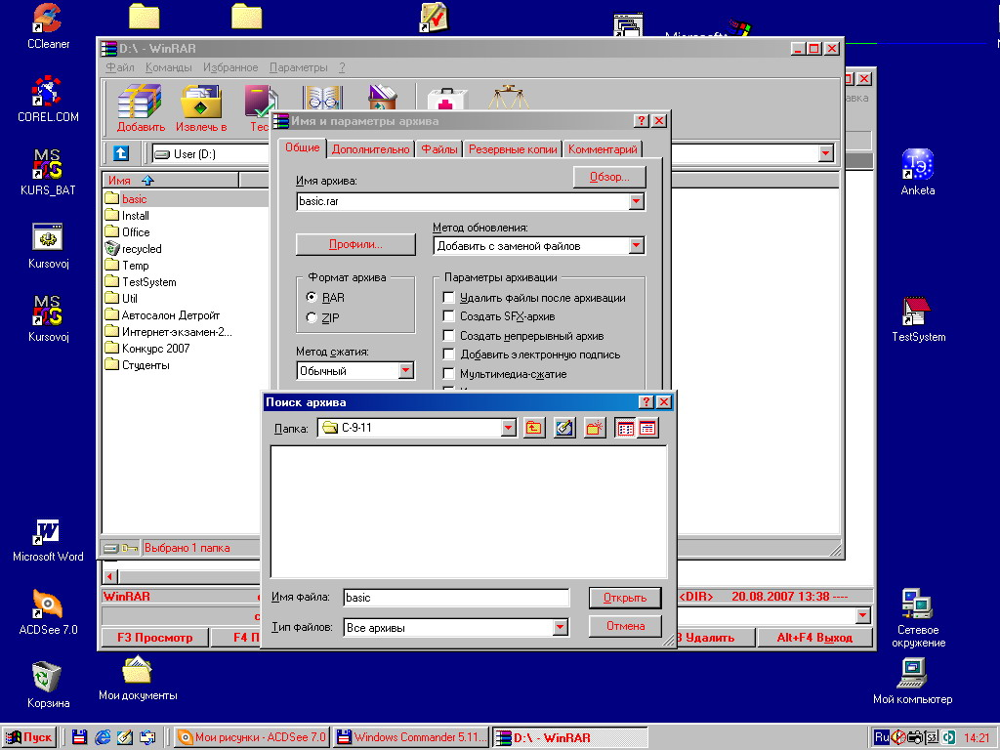 CCleaner
COREL.COM
KURS_BAT
Kursovoj
Kursovoj
Microsoft Word
ACDSee 7.0
Корзина
Мои документы
Anketa
TestSystem
Сетевое
окружение
Мой компьютер
D:\ - WinRAR
Файл Команды Избранное Параметры ?
Добавить Извлечь в
User (D:)
Имя
basic
Install
Office
recycled
Temp
TestSystem
Util
Автосалон Детройт
Интернет-экзамен-2...
Конкурс 2007
Студенты
Выбрано 1 папка
Имя и параметры архива
Общие Дополнительно Файлы Резервные копии Комментарий
Имя архива:
Обзор...
basic.rar
Профили...
Метод обновления:
Добавить с заменой файлов
Формат архива
RAR
ZIP
Метод сжатия:
Обычный
Параметры архивации
Удалить файлы после архивации
Создать SFX-архив
Создать непрерывный архив
Добавить электронную подпись
Мультимедиа-сжатие
Поиск архива
Папка: C-9-11
Имя файла: basic
Открыть
Тип файлов: Все архивы
Отмена
WinRAR
<DIR> 20.08.2007 13:38 ----
F3 Просмотр
Удалить
Alt+F4 Выход
Пуск
Мои рисунки - ACDSee 7.0
Windows Commander 5.11...
D:\ - WinRAR
Ru
14:21